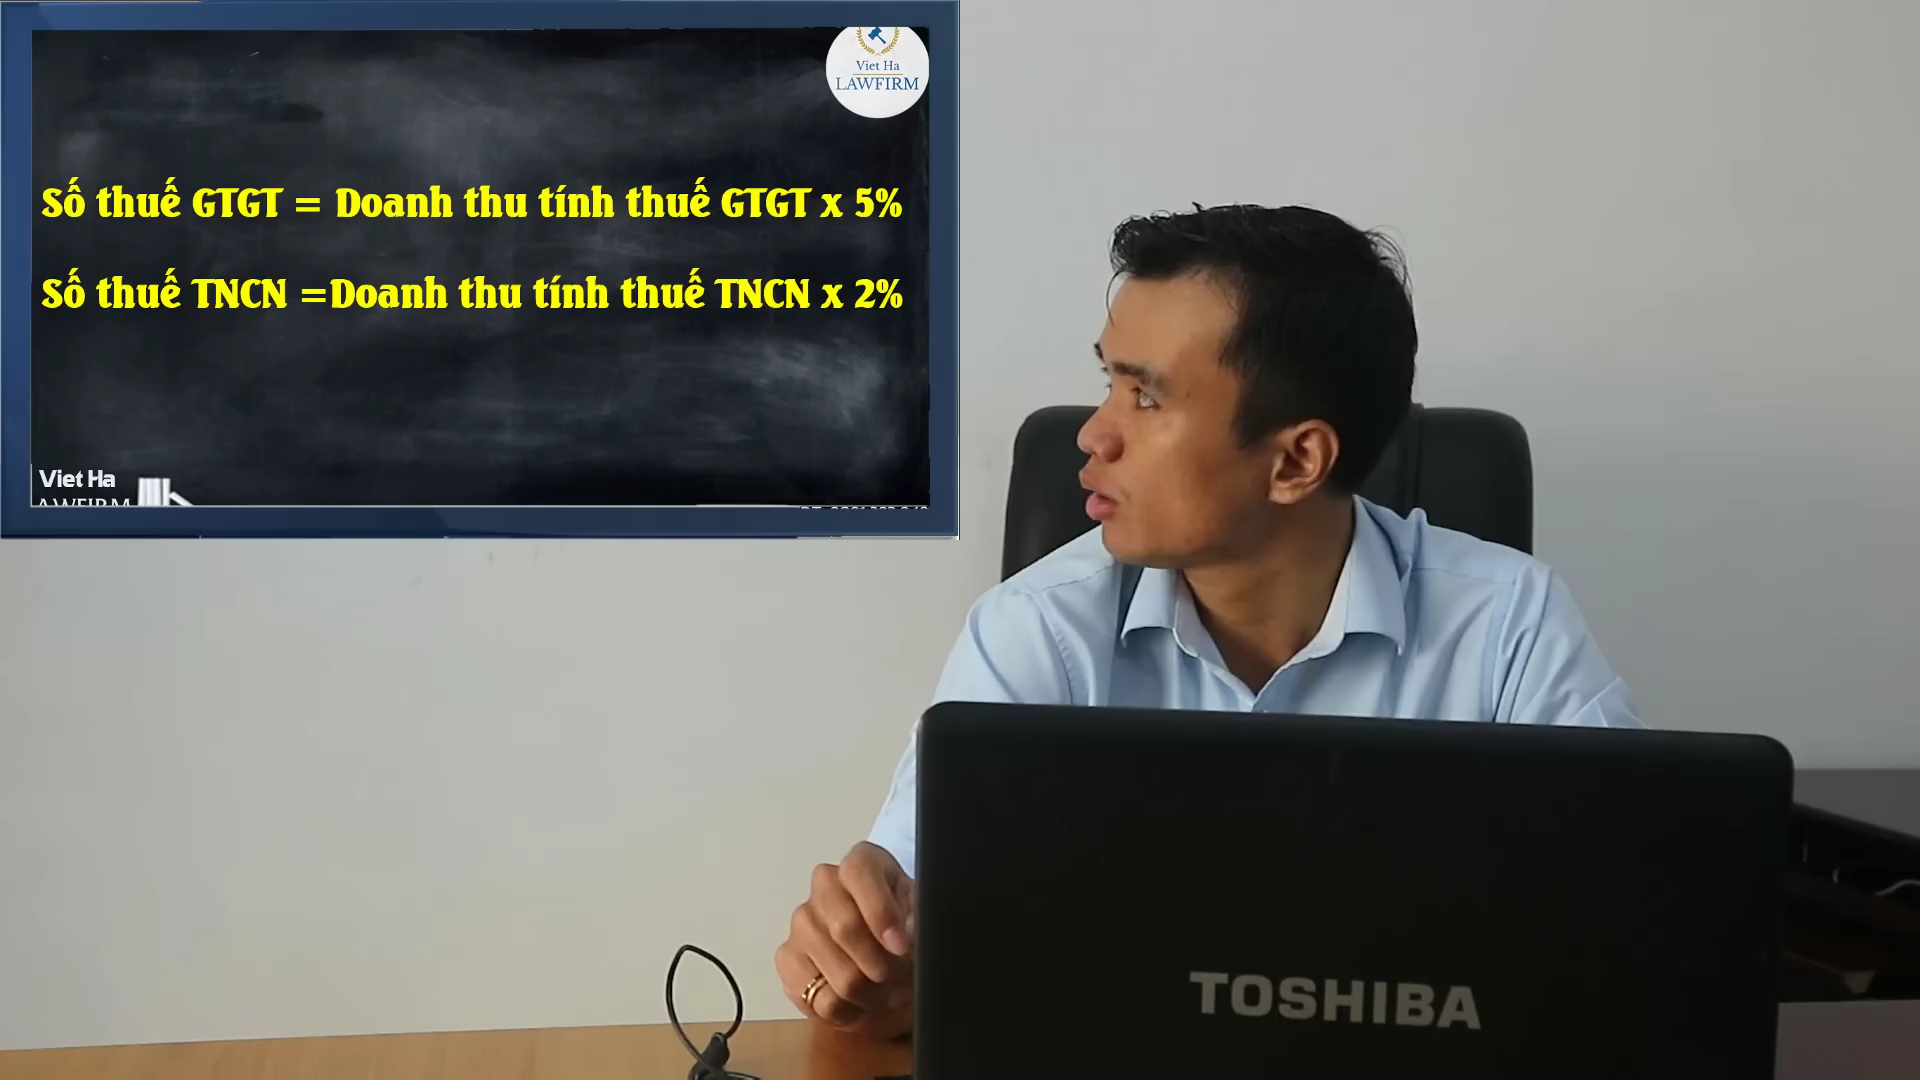 Viet Ha
LAWFIRM
Số thuế GTGT = Doanh thu tính thuế GTGT x 5%
Số thuế TNCN =Doanh thu tính thuế TNCN x 2%
Viet Ha
TOSHIBA